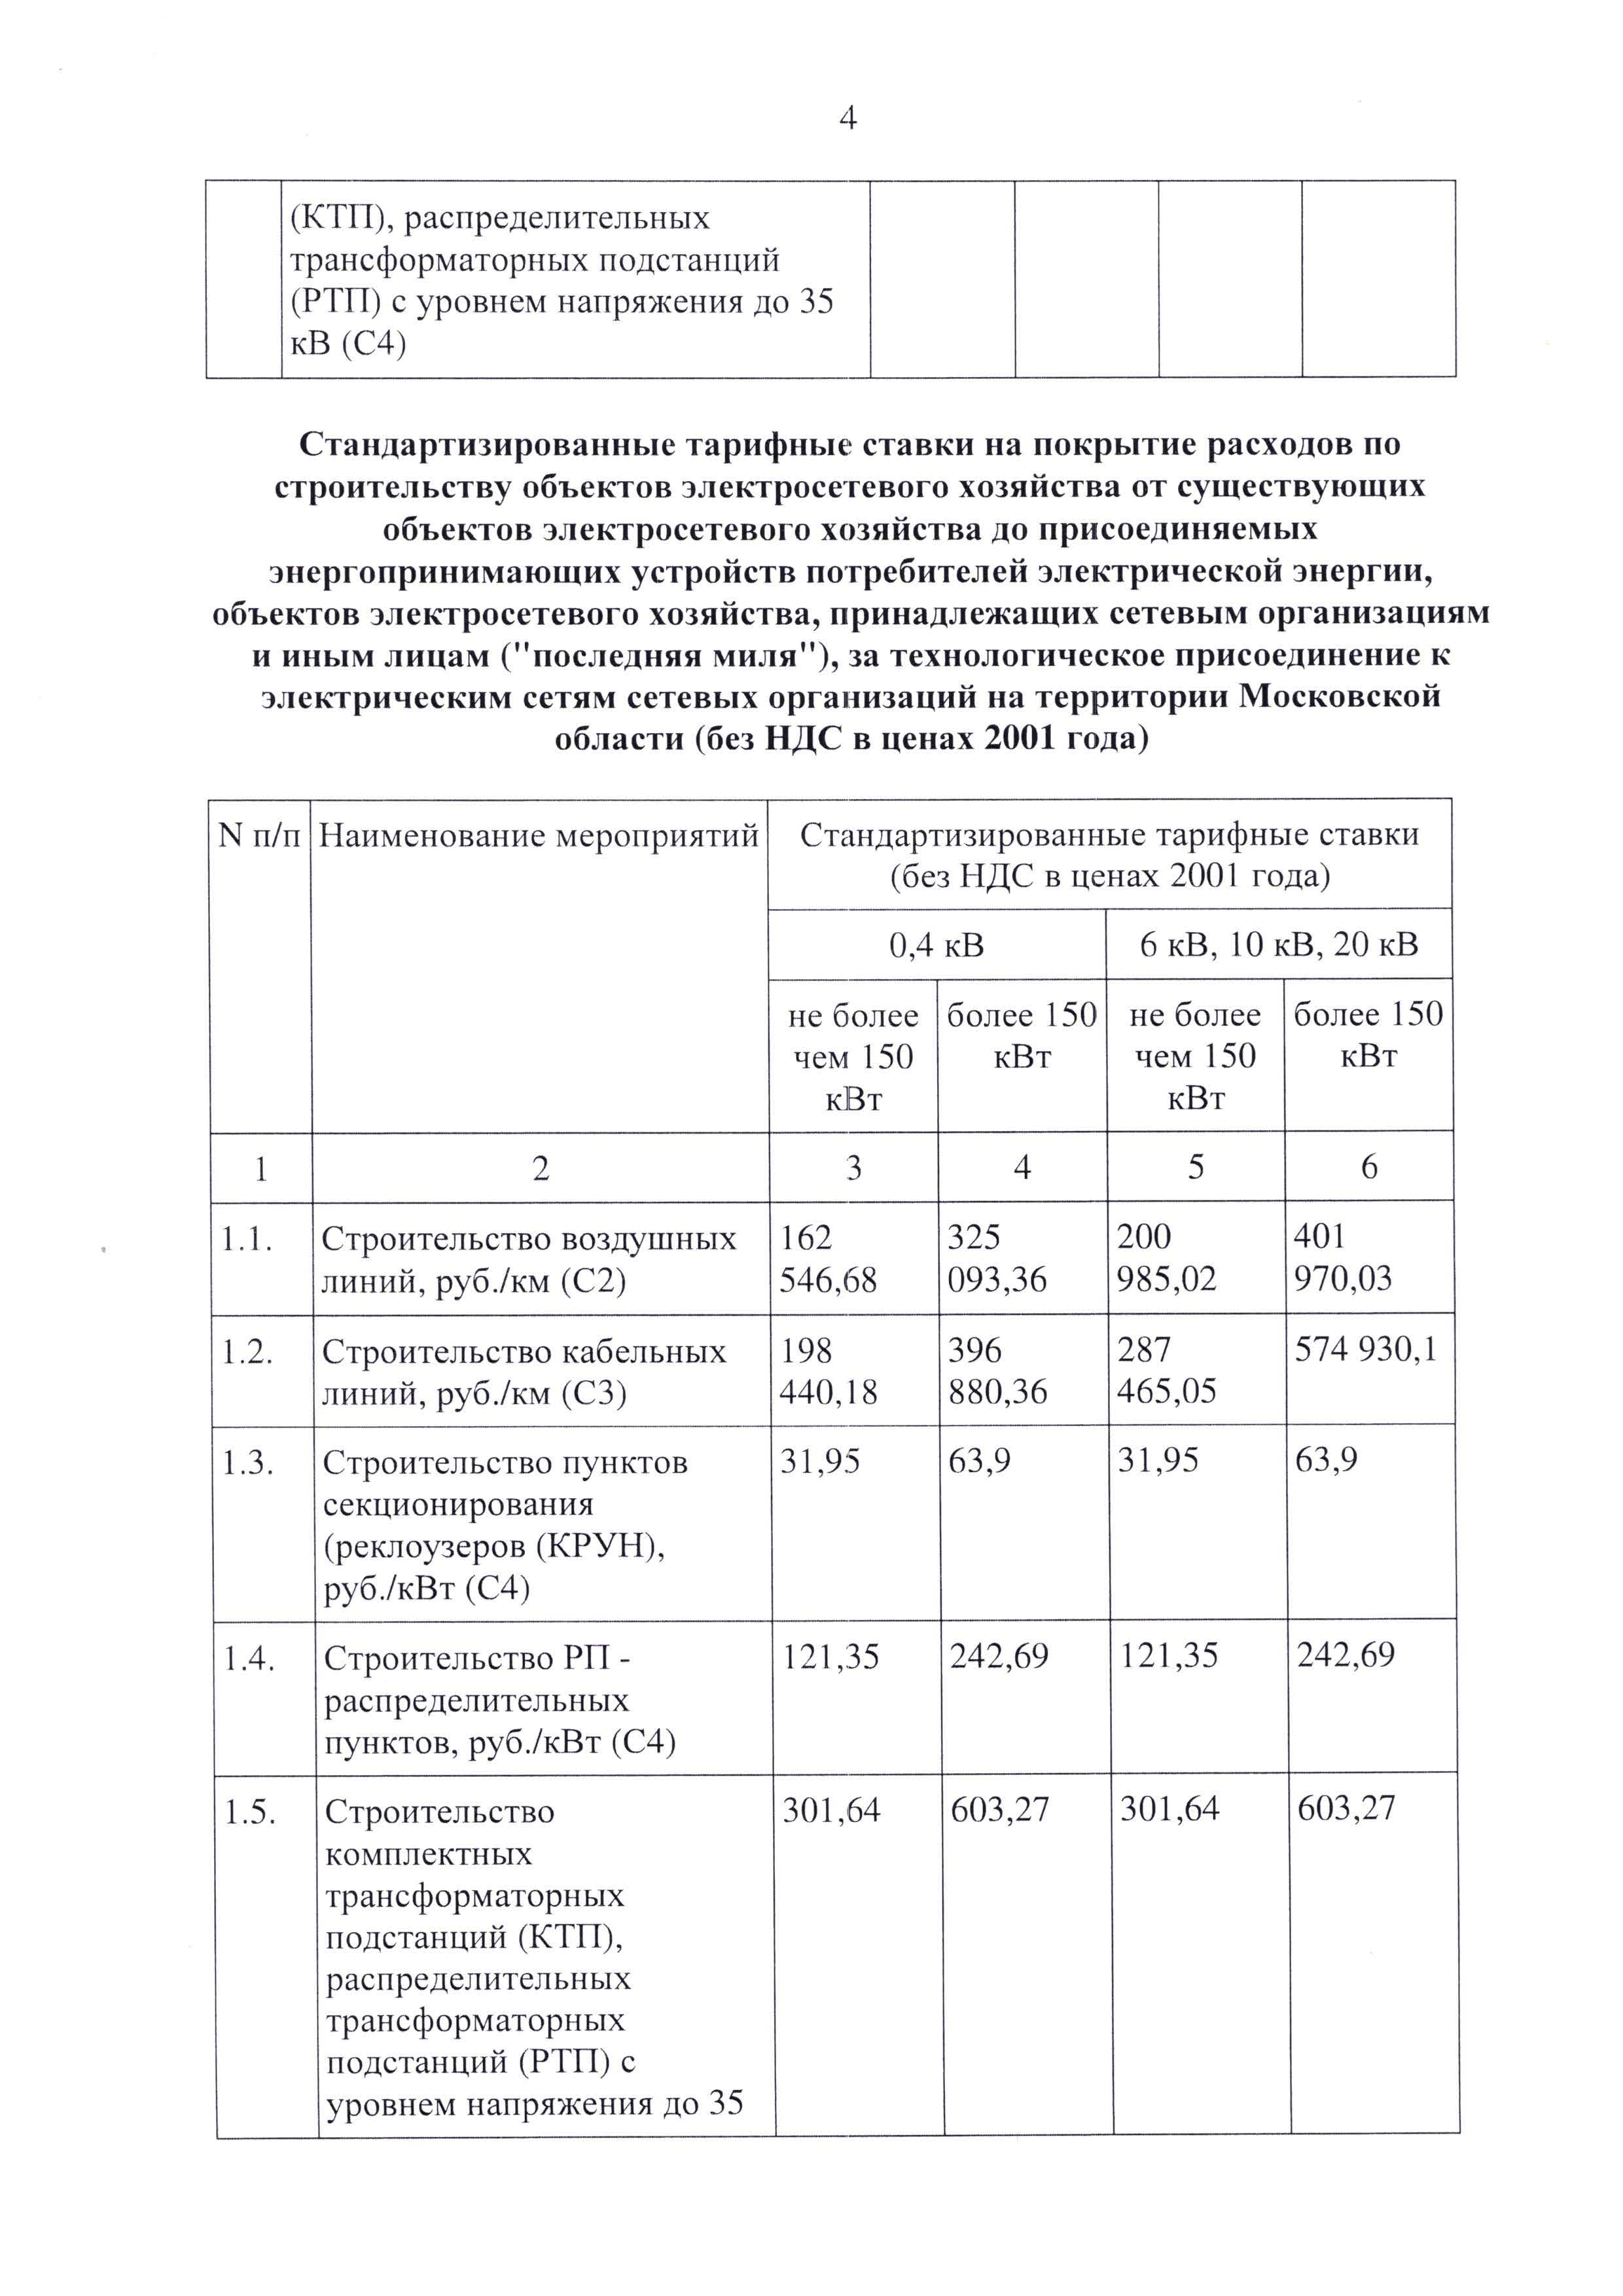 4
(КТП), распределительных
трансформаторных подстанций
(РТП) с уровнем напряжения до 35
кВ (С4)
Стандартизированные тарифные ставки на покрытие расходов по
строительству объектов электросетевого хозяйства от существующих
объектов электросетевого хозяйства до присоединяемых
энергопринимающих устройств потребителей электрической энергии,
объектов электросетевого хозяйства, принадлежащих сетевым организациям
и иным лицам ("последняя миля"), за технологическое присоединение к
электрическим сетям сетевых организаций на территории Московской
области (без НДС в ценах 2001 года)
N п/п Наименование мероприятий Стандартизированные тарифные ставки
(без НДС в ценах 2001 года)
0,4 кВ 6 кВ, 10 кВ, 20 кВ
не более более 150 не более более 150
чем 150 кВт чем 150 кВт
кВт кВт
1 2 3 4 5 6
1.1. Строительство воздушных 162 325 200 401
линий, руб./км (С2) 546,68 093,36 985,02 970,03
1.2. Строительство кабельных 198 396 287 574 930,1
линий, руб./км (С3) 440,18 880,36 465,05
1.3. Строительство пунктов 31,95 63,9 31,95 63,9
секционирования
(реклоузеров (КРУН),
руб./кВт (С4)
1.4. Строительство РП - 121,35 242,69 121,35 242,69
распределительных
пунктов, руб./кВт (С4)
1.5. Строительство 301,64 603,27 301,64 603,27
комплектных
трансформаторных
подстанций (КТП),
распределительных
трансформаторных
подстанций (РТП) с
уровнем напряжения до 35